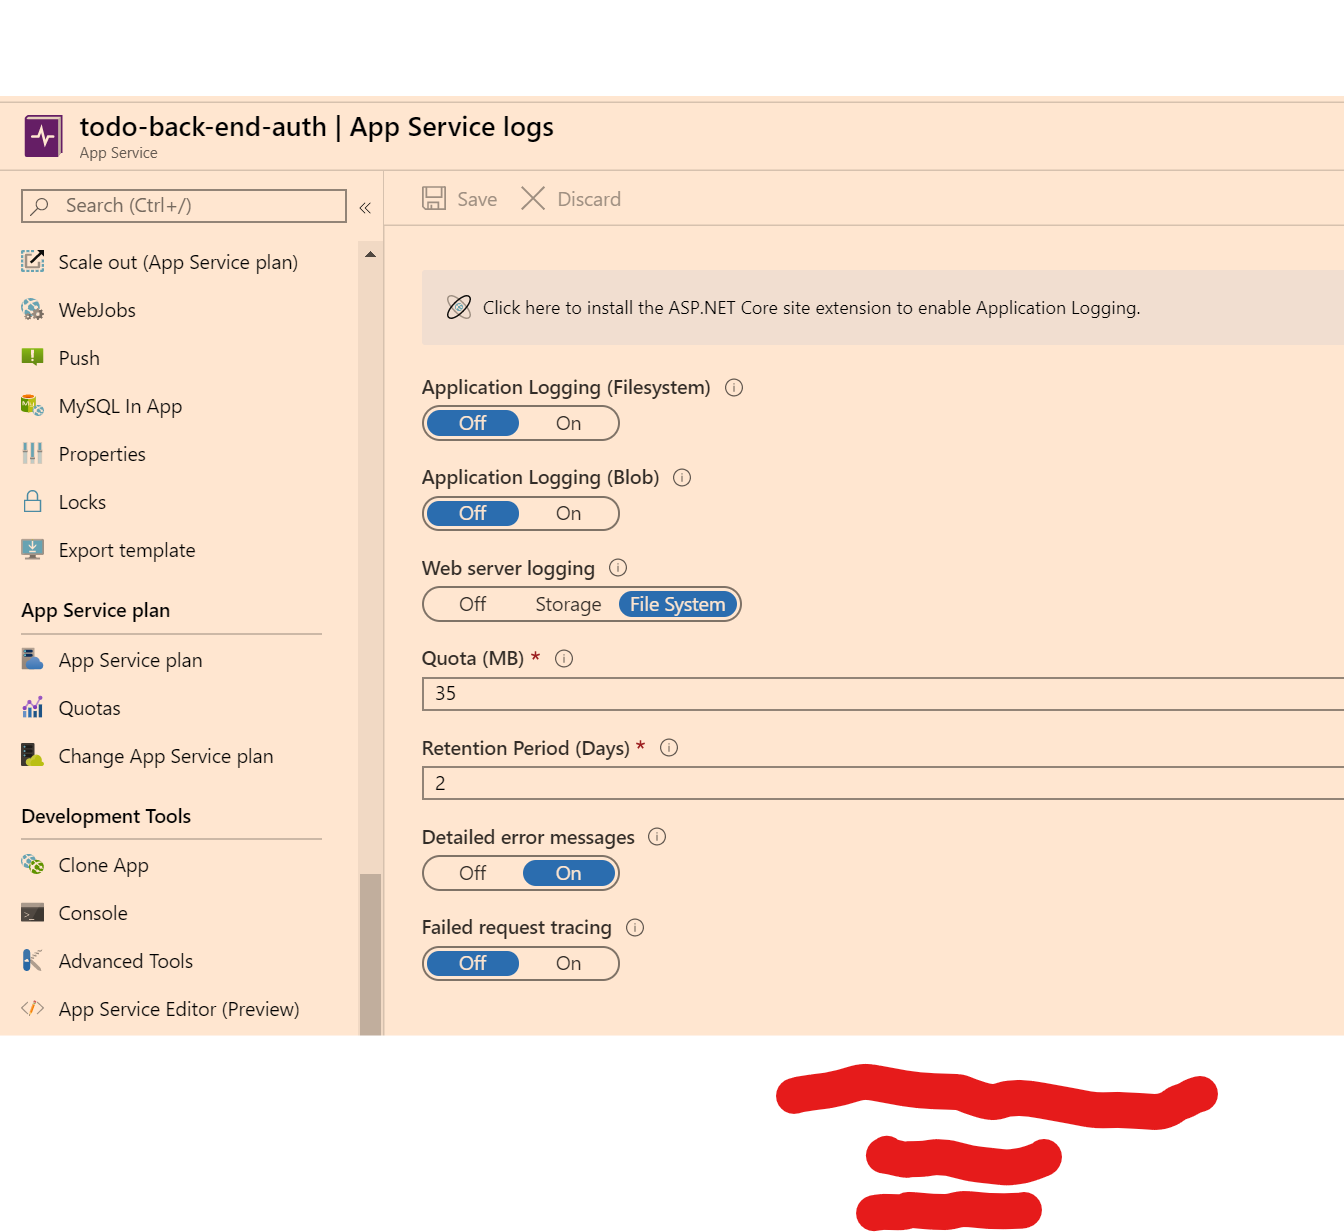 todo-back-end-auth | App Service logs
App Service
Search (Ctrl+/)
«
Scale out (App Service plan)
WebJobs
Push
MySQL In App
Properties
Locks
Export template
App Service plan
App Service plan
Quotas
Change App Service plan
Development Tools
Clone App
Console
Advanced Tools
App Service Editor (Preview)
Save Discard
Click here to install the ASP.NET Core site extension to enable Application Logging.
Application Logging (Filesystem)
Off On
Application Logging (Blob)
Off On
Web server logging
Off Storage File System
Quota (MB) *
35
Retention Period (Days) *
2
Detailed error messages
Off On
Failed request tracing
Off On